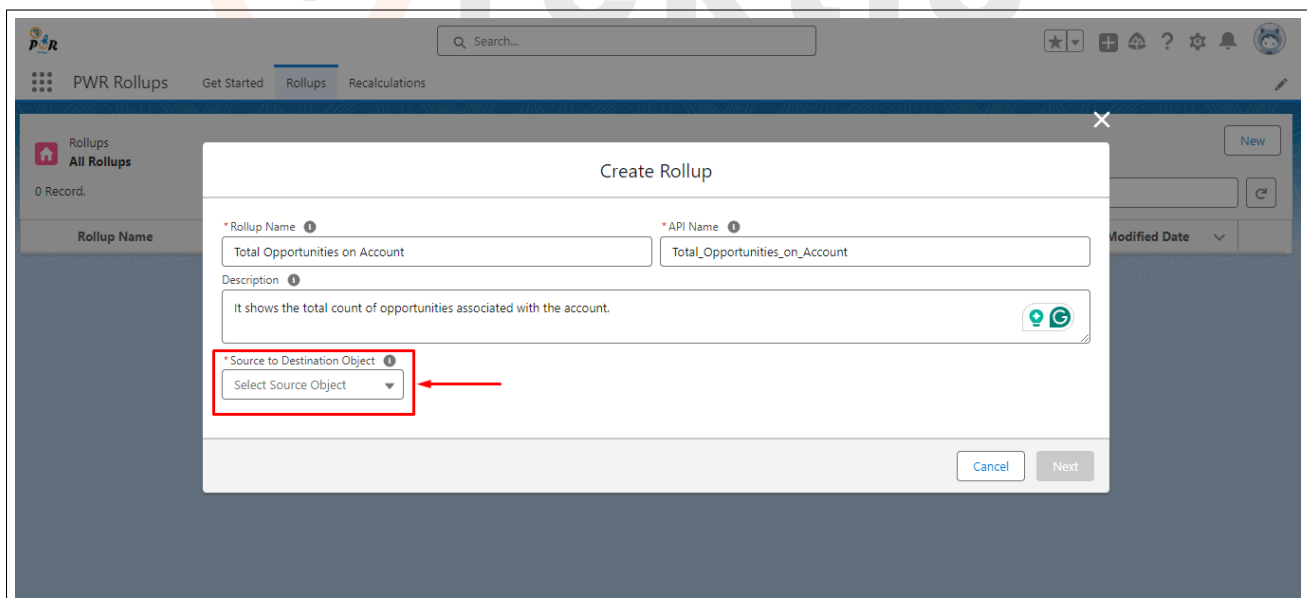 PWR
Search...
PWR Rollups Get Started Rollups Recalculations
Rollups
All Rollups
New
0 Record.
Rollup Name
Modified Date
Create Rollup
*Rollup Name
*API Name
Total Opportunities on Account
Total_Opportunities_on_Account
Description
It shows the total count of opportunities associated with the account.
*Source to Destination Object
Select Source Object
Cancel Next